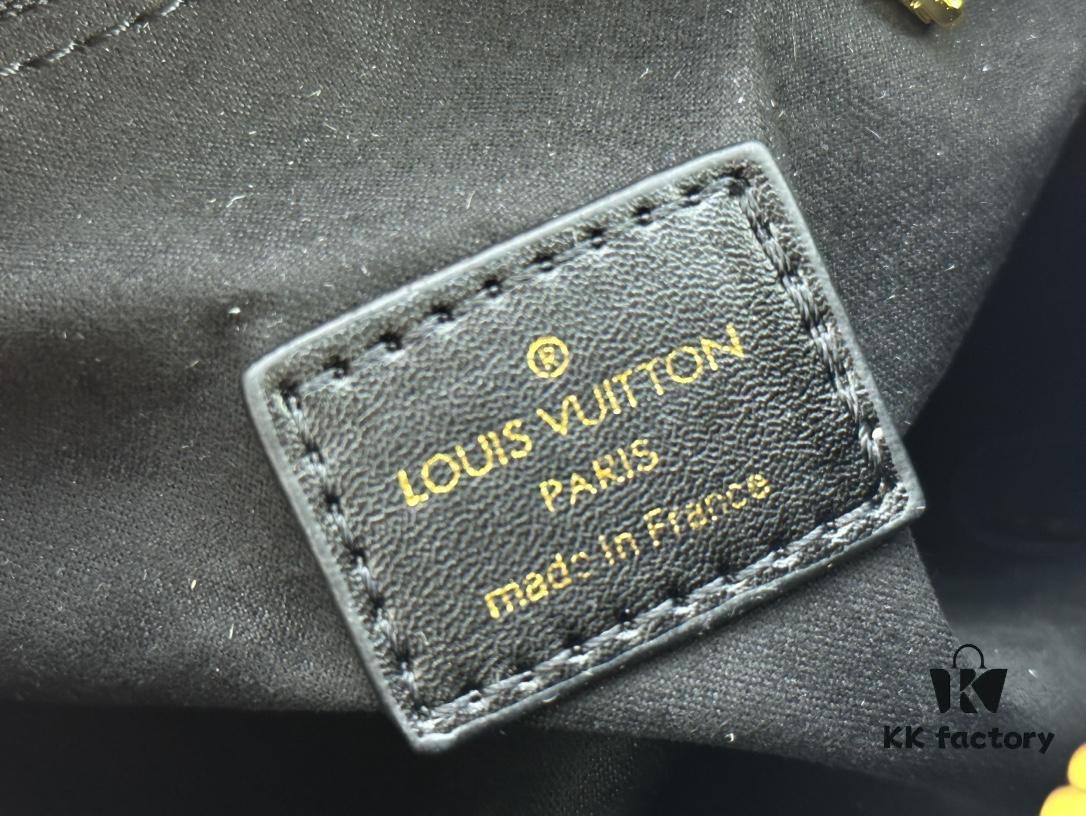 ®
LOUIS VUITTON
PARIS
made in France
KK factory